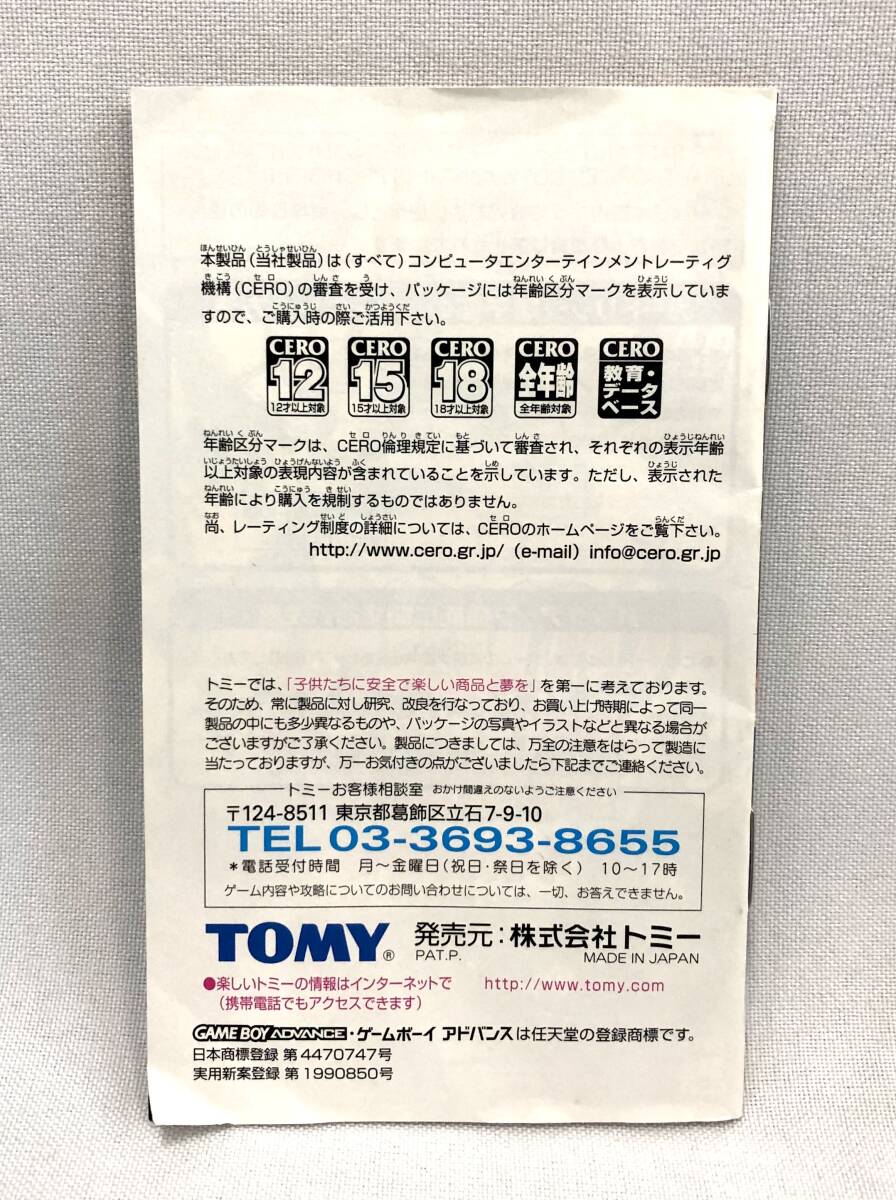 本製品(当社製品)は(すべて)コンピュータエンターテインメントレーティング
機構(CERO)の審査を受け、パッケージには年齢区分マークを表示していま
すので、ご購入時の際ご活用下さい。
CERO 12 12才以上対象
CERO 15 15才以上対象
CERO 18 18才以上対象
CERO 全年齢 全年齢対象
CERO 教育・データベース
年齢区分マークは、CERO倫理規定に基づいて審査され、それぞれの表示年齢
以上対象の表現内容が含まれていることを示しています。ただし、表示された
年齢により購入を規制するものではありません。
尚、レーティング制度の詳細については、CEROのホームページをご覧下さい。
http://www.cero.gr.jp/ (e-mail) info@cero.gr.jp
トミーでは、「子供たちに安全で楽しい商品と夢を」を第一に考えております。
そのため、常に製品に対し研究、改良を行なっており、お買い上げ時期によって同一
製品の中にも多少異なるものや、パッケージの写真やイラストなどと異なる場合が
ございますがご了承ください。製品につきましては、万全の注意をはらって製造に
当たっておりますが、万一お気付きの点がございましたら下記までご連絡ください。
トミーお客様相談室 おかけ間違えのないようご注意ください
〒124-8511 東京都葛飾区立石7-9-10
TEL 03-3693-8655
*電話受付時間 月～金曜日(祝日・祭日を除く) 10～17時
ゲーム内容や攻略についてのお問い合わせについては、一切、お答えできません。
TOMY® 発売元:株式会社トミー
PAT.P. MADE IN JAPAN
●楽しいトミーの情報はインターネットで http://www.tomy.com
(携帯電話でもアクセスできます)
GAME BOY ADVANCE・ゲームボーイ アドバンスは任天堂の登録商標です。
日本商標登録 第4470747号
実用新案登録 第1990850号